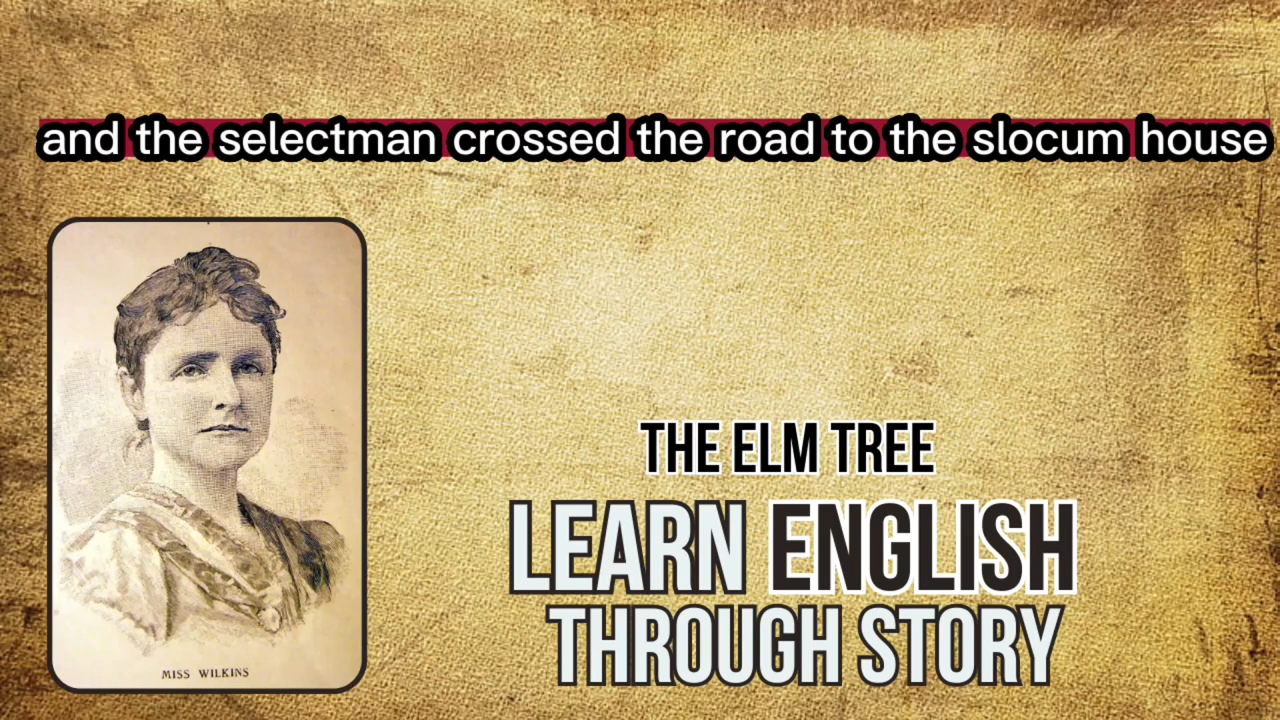 and the selectman crossed the road to the slocum house
MISS WILKINS
THE ELM TREE
LEARN ENGLISH
THROUGH STORY